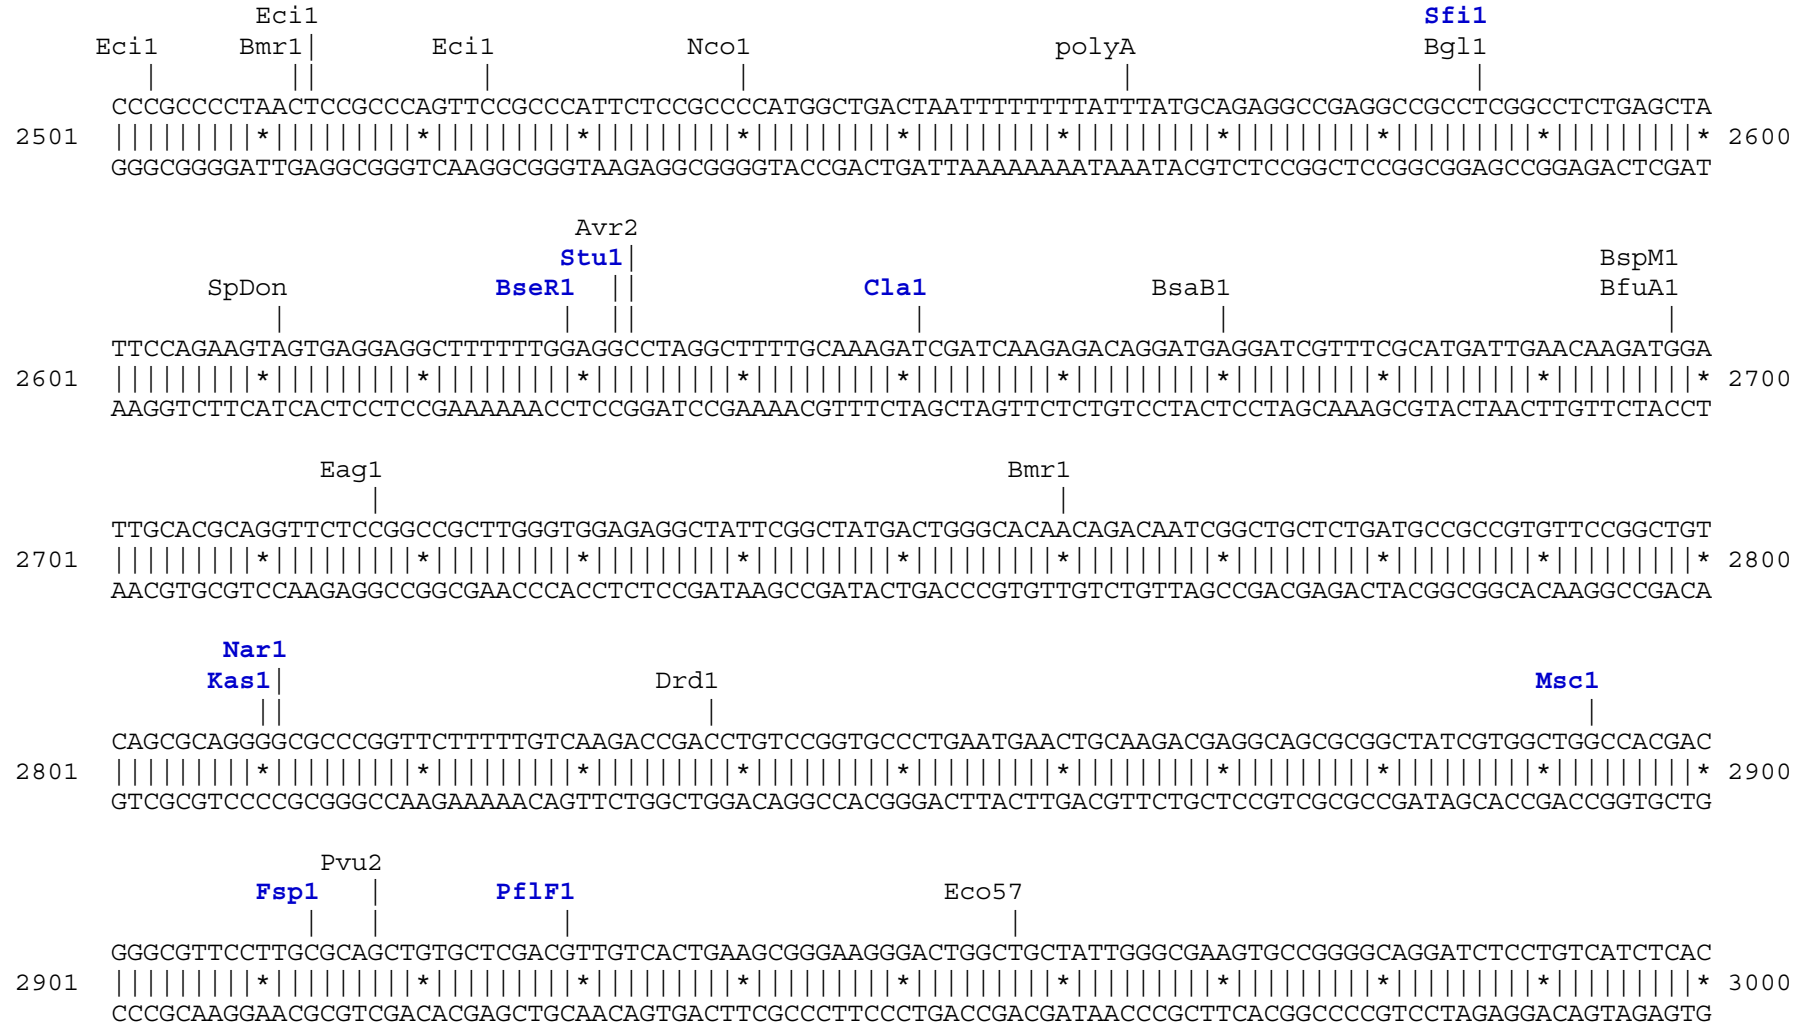 Eci1 Sfi1
Eci1 Bmr1| Eci1 Nco1 polyA Bgl1
| || | | | |
CCCGCCCCTAACTCCGCCCAGTTCCGCCCATTCTCCGCCCCATGGCTGACTAATTTTTTTTATTTATGCAGAGGCCGAGGCCGCCTCGGCCTCTGAGCTA
2501 |||||||||*|||||||||*|||||||||*|||||||||*|||||||||*|||||||||*|||||||||*|||||||||*|||||||||*|||||||||* 2600
GGGCGGGGATTGAGGCGGGTCAAGGCGGGTAAGAGGCGGGGTACCGACTGATTAAAAAAAATAAATACGTCTCCGGCTCCGGCGGAGCCGGAGACTCGAT
Avr2
Stu1| BspM1
SpDon BseR1 || Cla1 BsaB1 BfuA1
| | || | | |
TTCCAGAAGTAGTGAGGAGGCTTTTTTGGAGGCCTAGGCTTTTGCAAAGATCGATCAAGAGACAGGATGAGGATCGTTTCGCATGATTGAACAAGATGGA
2601 |||||||||*|||||||||*|||||||||*|||||||||*|||||||||*|||||||||*|||||||||*|||||||||*|||||||||*|||||||||* 2700
AAGGTCTTCATCACTCCTCCGAAAAAACCTCCGGATCCGAAAACGTTTCTAGCTAGTTCTCTGTCCTACTCCTAGCAAAGCGTACTAACTTGTTCTACCT
Eag1 Bmr1
| |
TTGCACGCAGGTTCTCCGGCCGCTTGGGTGGAGAGGCTATTCGGCTATGACTGGGCACAACAGACAATCGGCTGCTCTGATGCCGCCGTGTTCCGGCTGT
2701 |||||||||*|||||||||*|||||||||*|||||||||*|||||||||*|||||||||*|||||||||*|||||||||*|||||||||*|||||||||* 2800
AACGTGCGTCCAAGAGGCCGGCGAACCCACCTCTCCGATAAGCCGATACTGACCCGTGTTGTCTGTTAGCCGACGAGACTACGGCGGCACAAGGCCGACA
Nar1
Kas1| Drd1 Msc1
|| | |
CAGCGCAGGGGCGCCCGGTTCTTTTTGTCAAGACCGACCTGTCCGGTGCCCTGAATGAACTGCAAGACGAGGCAGCGCGGCTATCGTGGCTGGCCACGAC
2801 |||||||||*|||||||||*|||||||||*|||||||||*|||||||||*|||||||||*|||||||||*|||||||||*|||||||||*|||||||||* 2900
GTCGCGTCCCCGCGGGCCAAGAAAAACAGTTCTGGCTGGACAGGCCACGGGACTTACTTGACGTTCTGCTCCGTCGCGCCGATAGCACCGACCGGTGCTG
Pvu2
Fsp1 | PflF1 Eco57
| | | |
GGGCGTTCCTTGCGCAGCTGTGCTCGACGTTGTCACTGAAGCGGGAAGGGACTGGCTGCTATTGGGCGAAGTGCCGGGGCAGGATCTCCTGTCATCTCAC
2901 |||||||||*|||||||||*|||||||||*|||||||||*|||||||||*|||||||||*|||||||||*|||||||||*|||||||||*|||||||||* 3000
CCCGCAAGGAACGCGTCGACACGAGCTGCAACAGTGACTTCGCCCTTCCCTGACCGACGATAACCCGCTTCACGGCCCCGTCCTAGAGGACAGTAGAGTG